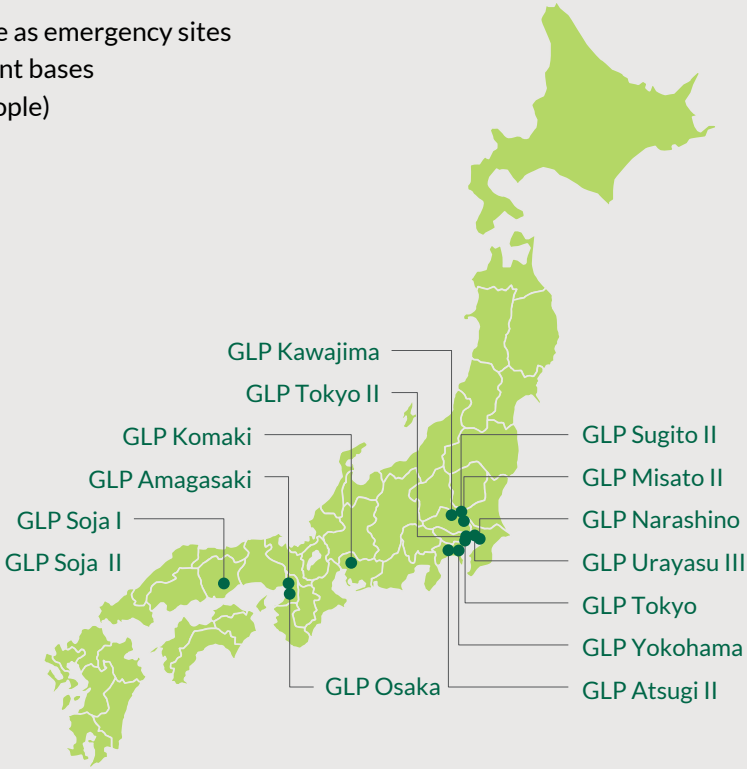 as emergency sites
bases
GLP Kawajima
GLP Tokyo II
GLP Komaki
GLP Amagasaki
GLP Soja I
GLP Soja II
GLP Osaka
GLP Sugito II
GLP Misato II
GLP Narashino
GLP Urayasu III
GLP Tokyo
GLP Yokohama
GLP Atsugi II